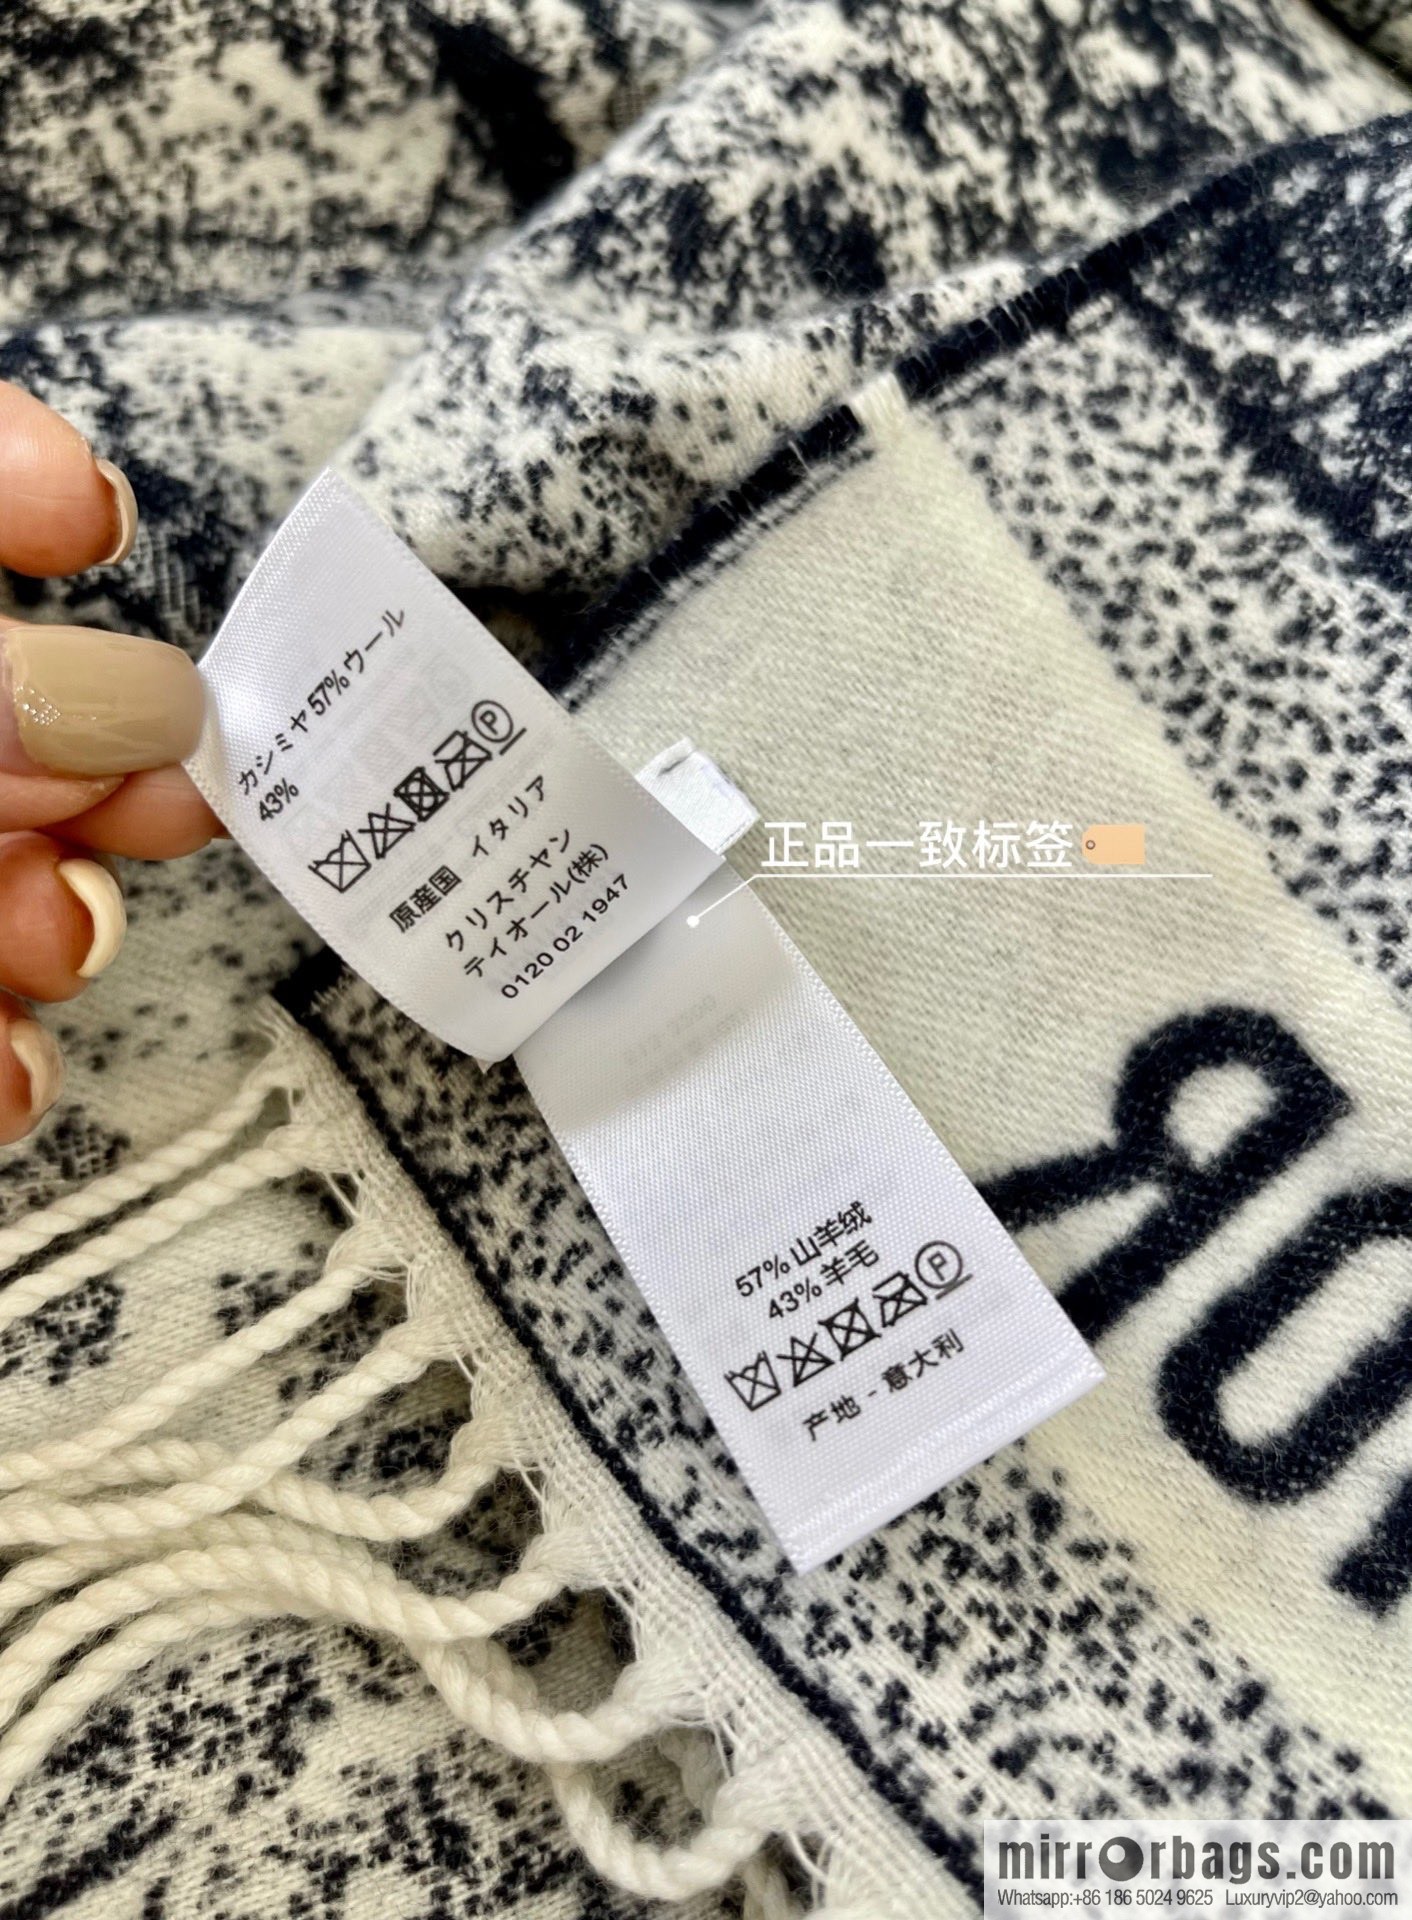 カシミヤ 57% ウール
43%
原産国 イタリア
クリスチャン
ディオール(株)
0120 02 1947
正品一致标签
57% 山羊绒
43% 羊毛
产地 - 意大利
mirrorbags.com
Whatsapp:+86 186 5024 9625 Luxuryvip2@yahoo.com